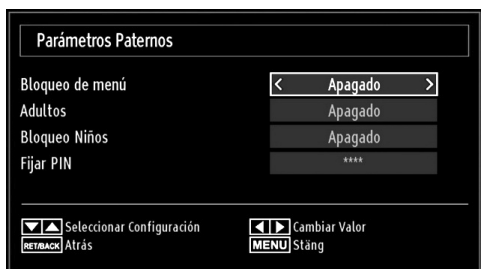 Parámetros Paternos
Bloqueo de menú < Apagado >
Adultos Apagado
Bloqueo Niños Apagado
Fijar PIN ****
Seleccionar Configuración Cambiar Valor
RET/BACK Atrás MENU Stäng